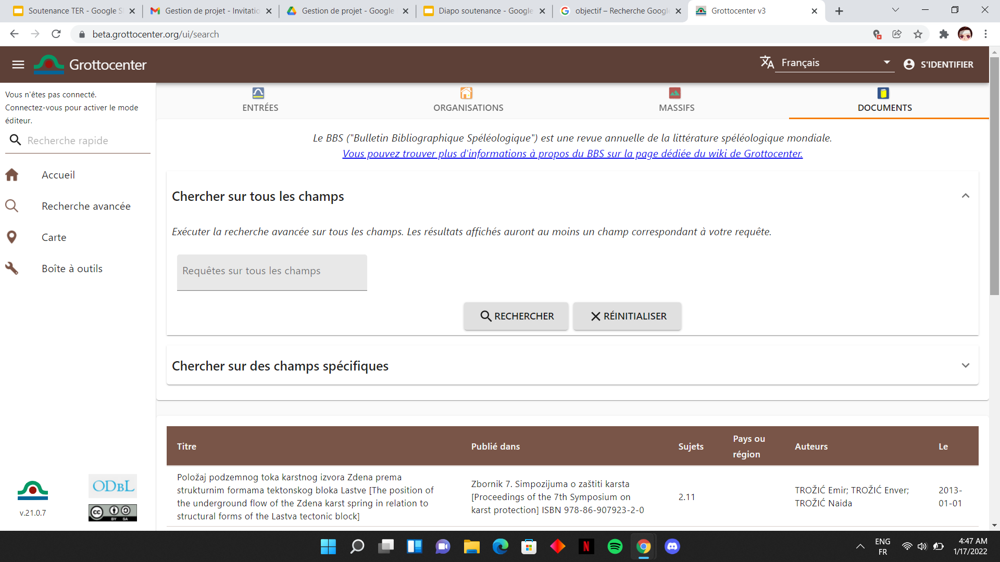 Soutenance TER - Google S
Gestion de projet - Invitatio
Gestion de projet - Google
Diapo soutenance - Google
objectif – Recherche Google
Grottocenter v3
beta.grottocenter.org/ui/search
Grottocenter
Français
S'IDENTIFIER
Vous n'êtes pas connecté.
Connectez-vous pour activer le mode
éditeur.
Recherche rapide
Accueil
Recherche avancée
Carte
Boîte à outils
ODbL
cc BY SA
v.21.0.7
ENTRÉES
ORGANISATIONS
MASSIFS
DOCUMENTS
Le BBS ("Bulletin Bibliographique Spéléologique") est une revue annuelle de la littérature spéléologique mondiale.
Vous pouvez trouver plus d'informations à propos du BBS sur la page dédiée du wiki de Grottocenter.
Chercher sur tous les champs
Exécuter la recherche avancée sur tous les champs. Les résultats affichés auront au moins un champ correspondant à votre requête.
Requêtes sur tous les champs
RECHERCHER
RÉINITIALISER
Chercher sur des champs spécifiques
Titre
Publié dans
Sujets
Pays ou
région
Auteurs
Le
Položaj podzemnog toka karstnog izvora Zdena prema
strukturnim formama tektonskog bloka Lastve [The position of
the underground flow of the Zdena karst spring in relation to
structural forms of the Lastva tectonic block]
Zbornik 7. Simpozijuma o zaštiti karsta
[Proceedings of the 7th Symposium on
karst protection] ISBN 978-86-907923-2-0
2.11
TROŽIĆ Emir; TROŽIĆ Enver;
TROŽIĆ Naida
2013-
01-01
N
ENG
FR
4:47 AM
1/17/2022